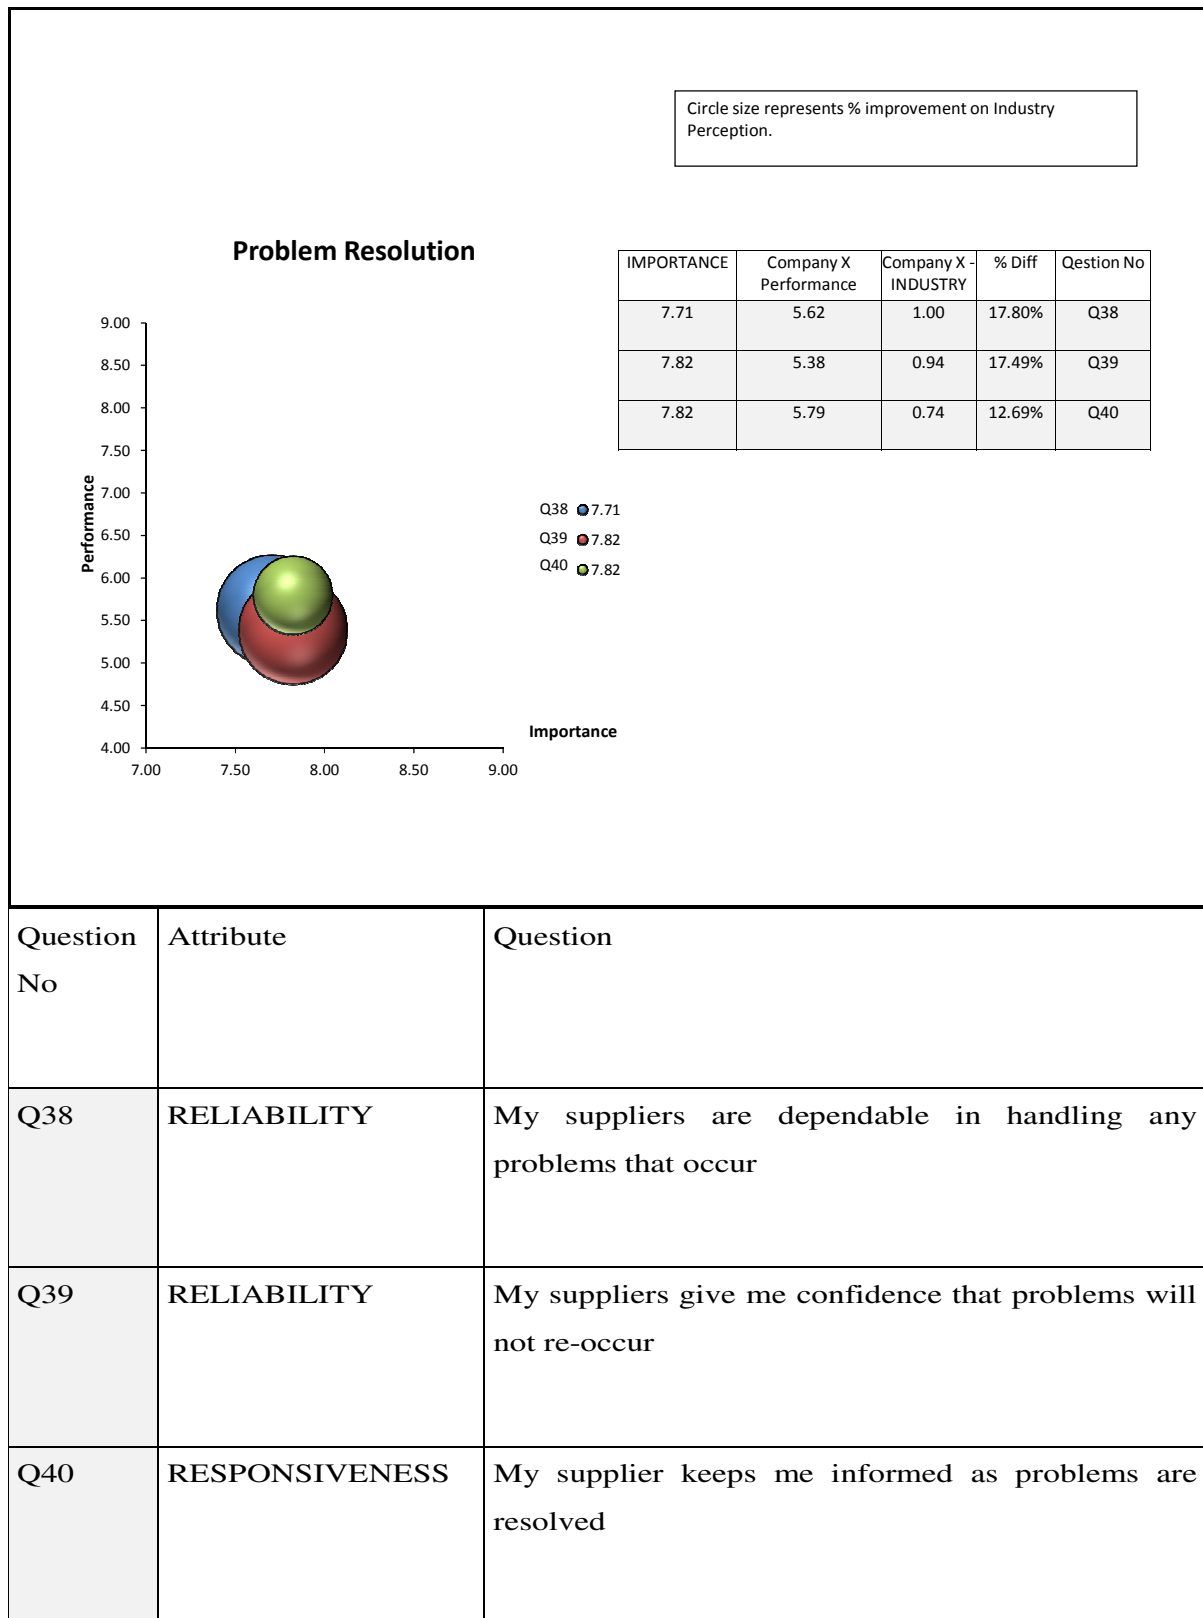 Circle size represents % improvement on Industry
Perception.
Problem Resolution
IMPORTANCE Company X Company X - % Diff Qestion No
Performance INDUSTRY
7.71 5.62 1.00 17.80% Q38
7.82 5.38 0.94 17.49% Q39
7.82 5.79 0.74 12.69% Q40
9.00
8.50
8.00
7.50
7.00
6.50
6.00
5.50
5.00
4.50
4.00
Performance
7.00 7.50 8.00 8.50 9.00
Importance
Q38 7.71
Q39 7.82
Q40 7.82
Question Attribute Question
No
Q38 RELIABILITY My suppliers are dependable in handling any
problems that occur
Q39 RELIABILITY My suppliers give me confidence that problems will
not re-occur
Q40 RESPONSIVENESS My supplier keeps me informed as problems are
resolved